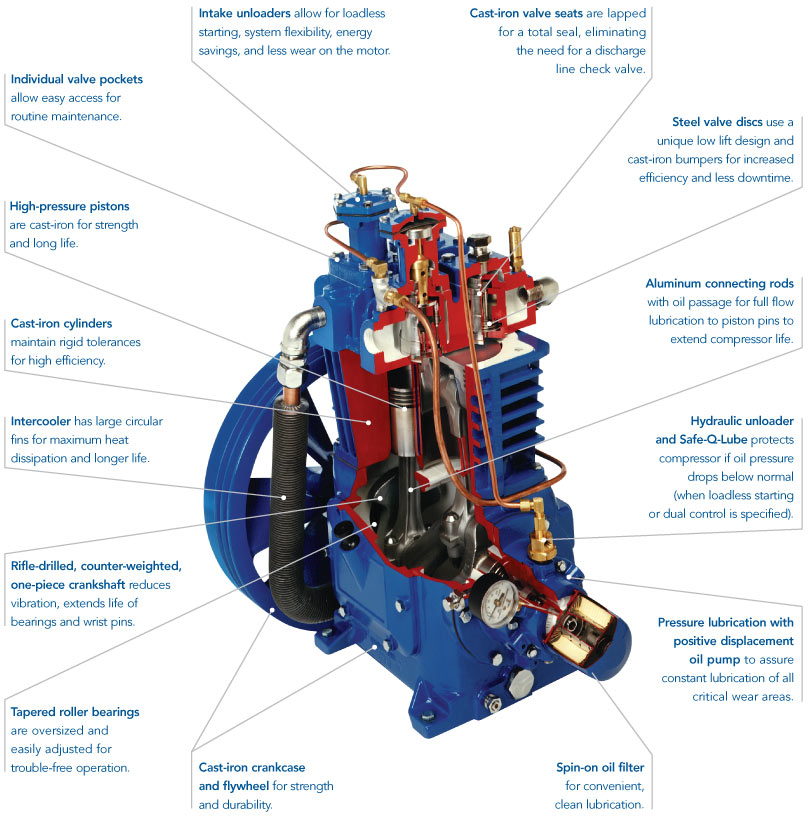 Intake unloaders allow for loadless
starting, system flexibility, energy
savings, and less wear on the motor.
Cast-iron valve seats are lapped
for a total seal, eliminating
the need for a discharge
line check valve.
Individual valve pockets
allow easy access for
routine maintenance.
Steel valve discs use a
unique low lift design and
cast-iron bumpers for increased
efficiency and less downtime.
High-pressure pistons
are cast-iron for strength
and long life.
Aluminum connecting rods
with oil passage for full flow
lubrication to piston pins to
extend compressor life.
Cast-iron cylinders
maintain rigid tolerances
for high efficiency.
Intercooler has large circular
fins for maximum heat
dissipation and longer life.
Hydraulic unloader
and Safe-Q-Lube protects
compressor if oil pressure
drops below normal
(when loadless starting
or dual control is specified).
Rifle-drilled, counter-weighted,
one-piece crankshaft reduces
vibration, extends life of
bearings and wrist pins.
Pressure lubrication with
positive displacement
oil pump to assure
constant lubrication of all
critical wear areas.
Tapered roller bearings
are oversized and
easily adjusted for
trouble-free operation.
Cast-iron crankcase
and flywheel for strength
and durability.
Spin-on oil filter
for convenient,
clean lubrication.